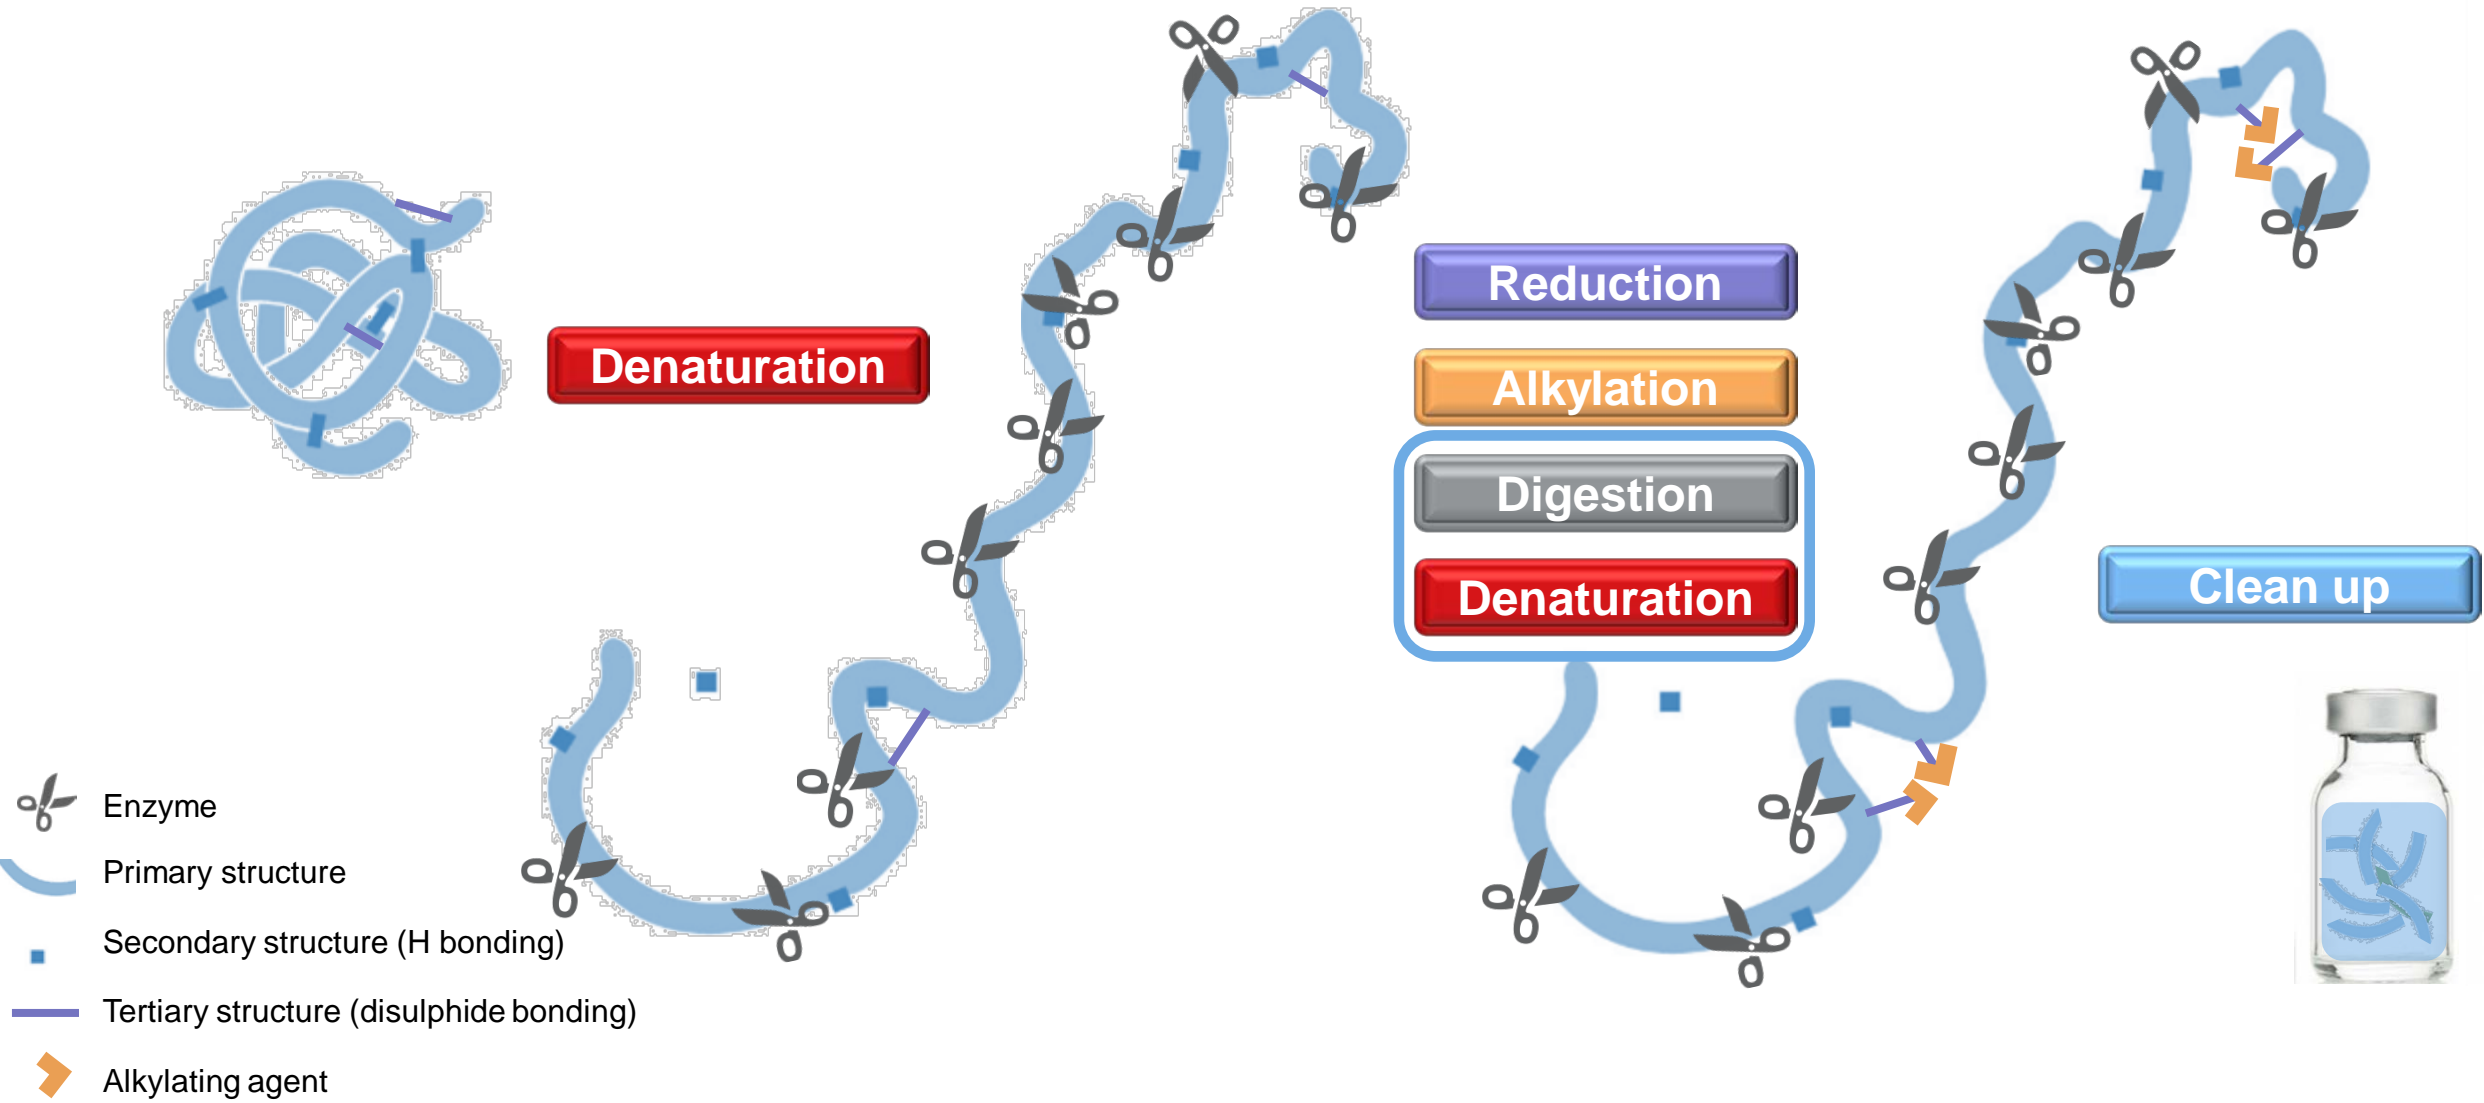 Denaturation
Reduction
Alkylation
Digestion
Denaturation
Clean up
Enzyme
Primary structure
Secondary structure (H bonding)
Tertiary structure (disulphide bonding)
Alkylating agent